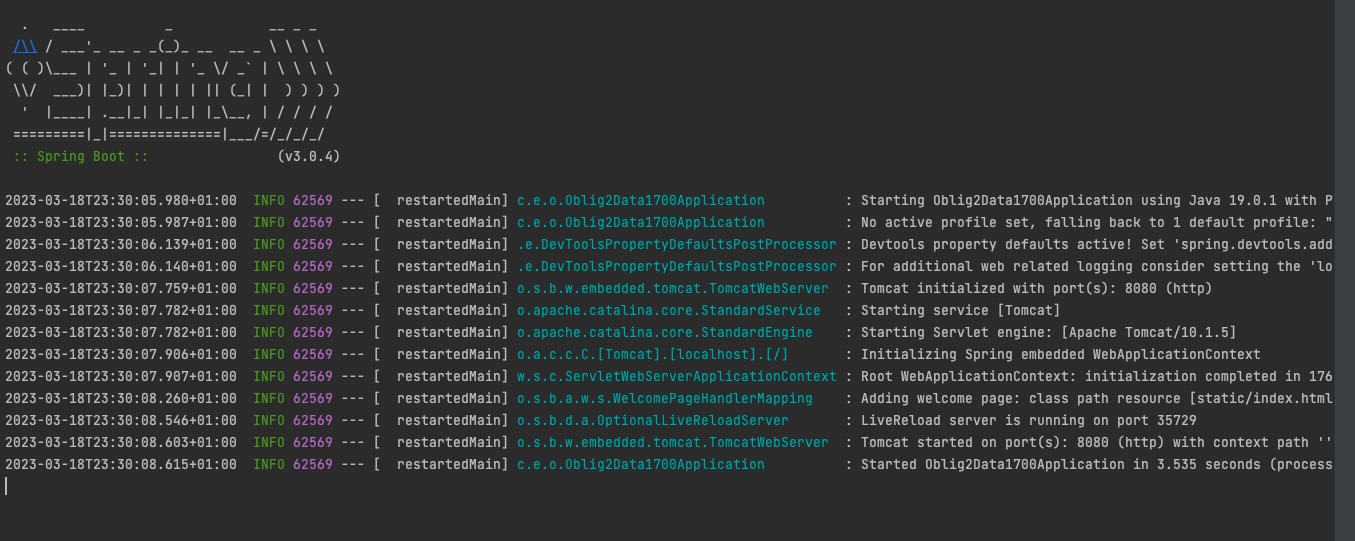 .   ____          _            __ _ _
 /\\ / ___'_ __ _ _(_)_ __  __ _ \ \ \ \
( ( )\___ | '_ | '_| | '_ \/ _` | \ \ \ \
 \\/  ___)| |_)| | | | | || (_| |  ) ) ) )
  '  |____| .__|_| |_|_| |_\__, | / / / /
 =========|_|==============|___/=/_/_/_/
 :: Spring Boot ::                (v3.0.4)
2023-03-18T23:30:05.980+01:00  INFO 62569 --- [  restartedMain] c.e.o.Oblig2Data1700Application          : Starting Oblig2Data1700Application using Java 19.0.1 with P
2023-03-18T23:30:05.987+01:00  INFO 62569 --- [  restartedMain] c.e.o.Oblig2Data1700Application          : No active profile set, falling back to 1 default profile: "
2023-03-18T23:30:06.139+01:00  INFO 62569 --- [  restartedMain] .e.DevToolsPropertyDefaultsPostProcessor : Devtools property defaults active! Set 'spring.devtools.add
2023-03-18T23:30:06.140+01:00  INFO 62569 --- [  restartedMain] .e.DevToolsPropertyDefaultsPostProcessor : For additional web related logging consider setting the 'lo
2023-03-18T23:30:07.759+01:00  INFO 62569 --- [  restartedMain] o.s.b.w.embedded.tomcat.TomcatWebServer  : Tomcat initialized with port(s): 8080 (http)
2023-03-18T23:30:07.782+01:00  INFO 62569 --- [  restartedMain] o.apache.catalina.core.StandardService   : Starting service [Tomcat]
2023-03-18T23:30:07.782+01:00  INFO 62569 --- [  restartedMain] o.apache.catalina.core.StandardEngine    : Starting Servlet engine: [Apache Tomcat/10.1.5]
2023-03-18T23:30:07.906+01:00  INFO 62569 --- [  restartedMain] o.a.c.c.C.[Tomcat].[localhost].[/]       : Initializing Spring embedded WebApplicationContext
2023-03-18T23:30:07.907+01:00  INFO 62569 --- [  restartedMain] w.s.c.ServletWebServerApplicationContext : Root WebApplicationContext: initialization completed in 176
2023-03-18T23:30:08.260+01:00  INFO 62569 --- [  restartedMain] o.s.b.a.w.s.WelcomePageHandlerMapping    : Adding welcome page: class path resource [static/index.html
2023-03-18T23:30:08.546+01:00  INFO 62569 --- [  restartedMain] o.s.b.d.a.OptionalLiveReloadServer       : LiveReload server is running on port 35729
2023-03-18T23:30:08.603+01:00  INFO 62569 --- [  restartedMain] o.s.b.w.embedded.tomcat.TomcatWebServer  : Tomcat started on port(s): 8080 (http) with context path ''
2023-03-18T23:30:08.615+01:00  INFO 62569 --- [  restartedMain] c.e.o.Oblig2Data1700Application          : Started Oblig2Data1700Application in 3.535 seconds (process